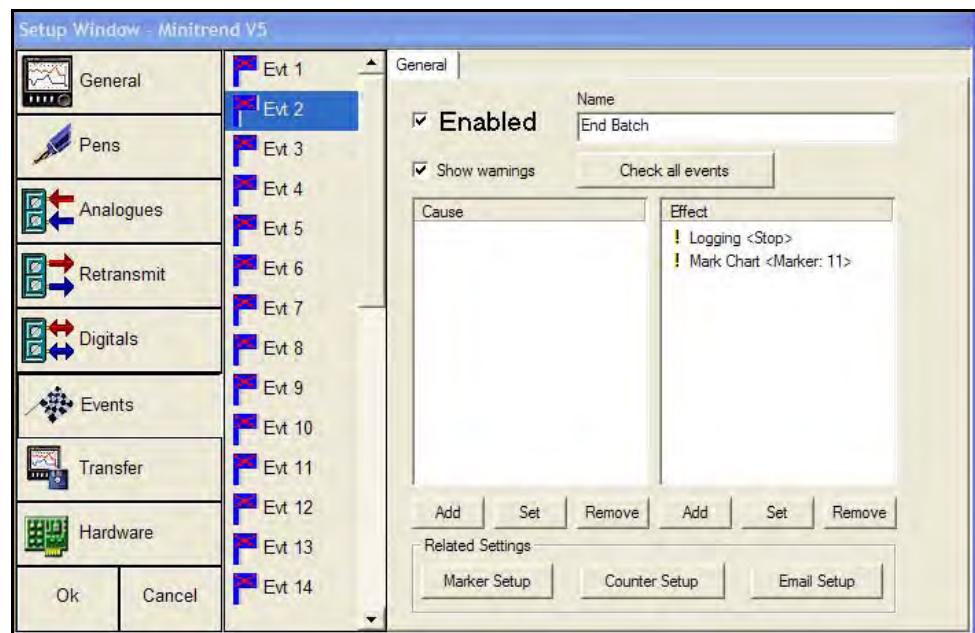 Setup Window - Minitrend V5
General
Pens
Analogues
Retransmit
Digitals
Events
Transfer
Hardware
Ok
Cancel
Evt 1
Evt 2
Evt 3
Evt 4
Evt 5
Evt 6
Evt 7
Evt 8
Evt 9
Evt 10
Evt 11
Evt 12
Evt 13
Evt 14
General
Enabled
Name
End Batch
Show warnings
Check all events
Cause
Effect
! Logging <Stop>
! Mark Chart <Marker: 11>
Add
Set
Remove
Add
Set
Remove
Related Settings
Marker Setup
Counter Setup
Email Setup